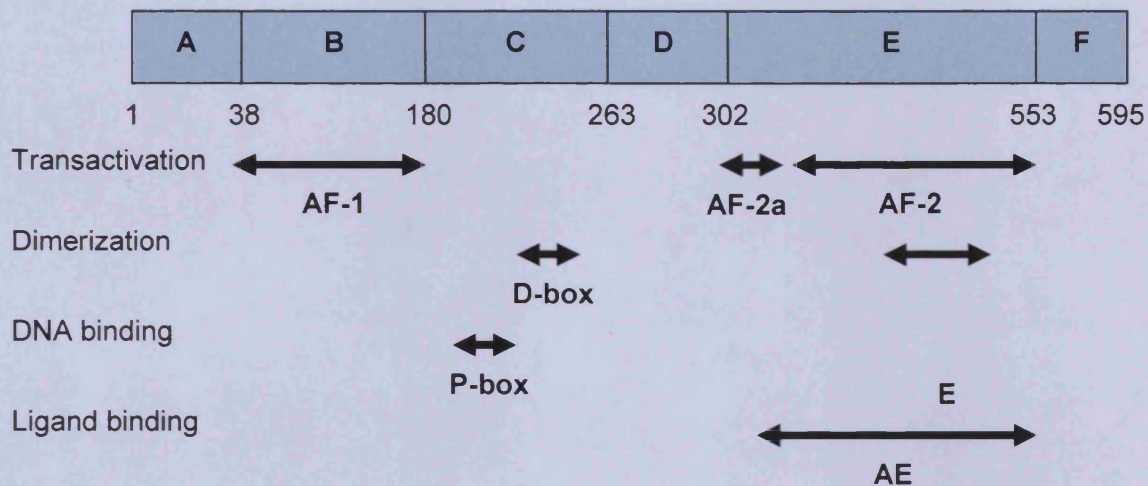 A B C D E F
1 38 180 263 302 553 595
Transactivation
AF-1 AF-2a AF-2
Dimerization
D-box
DNA binding
P-box
E
Ligand binding
AE